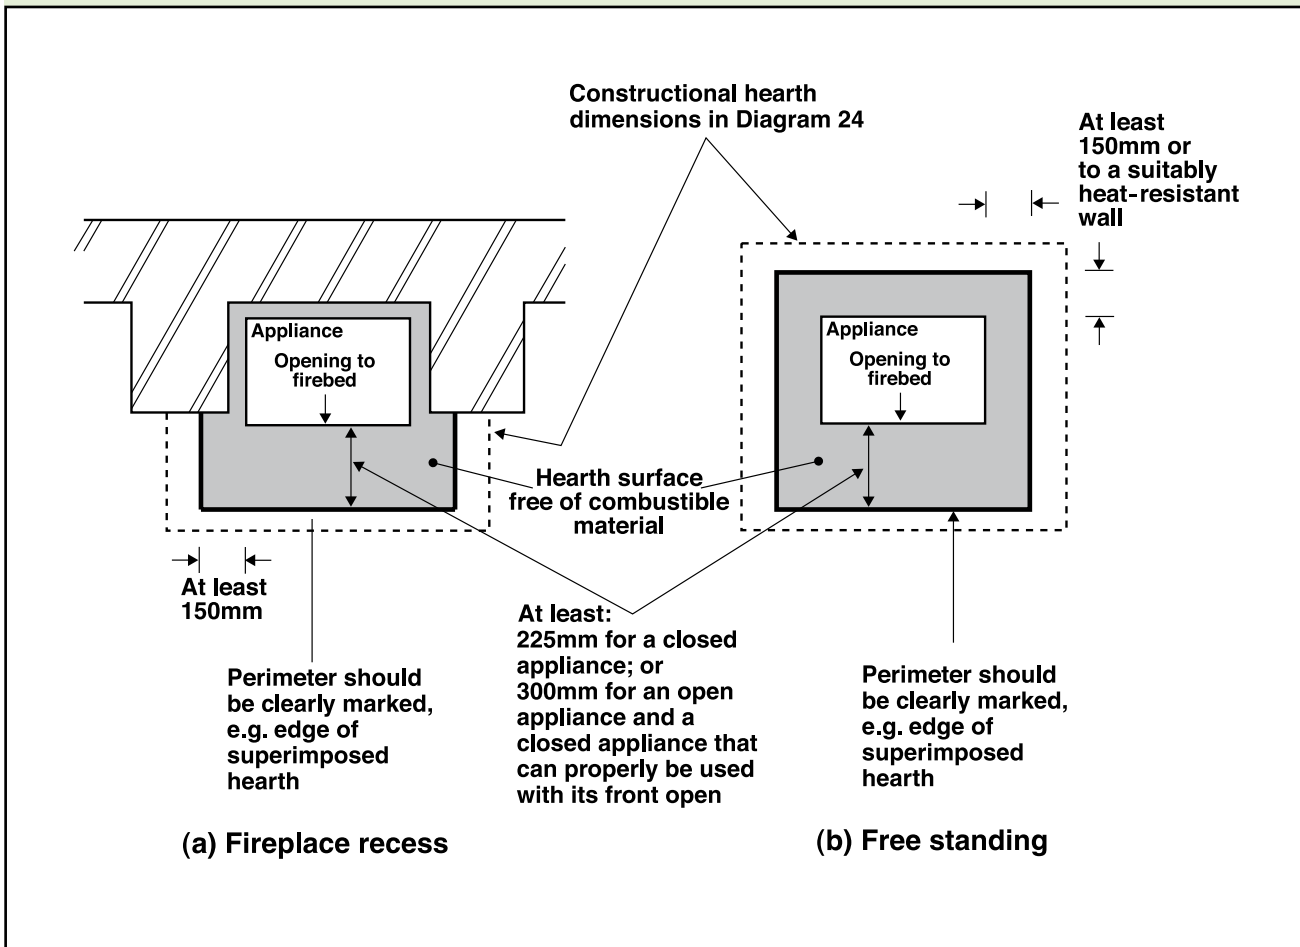 Constructional hearth
dimensions in Diagram 24
At least
150mm or
to a suitably
heat-resistant
wall
Appliance
Opening to
firebed
Appliance
Opening to
firebed
Hearth surface
free of combustible
material
At least
150mm
At least:
225mm for a closed
appliance; or
300mm for an open
appliance and a
closed appliance that
can properly be used
with its front open
Perimeter should
be clearly marked,
e.g. edge of
superimposed
hearth
Perimeter should
be clearly marked,
e.g. edge of
superimposed
hearth
(a) Fireplace recess
(b) Free standing